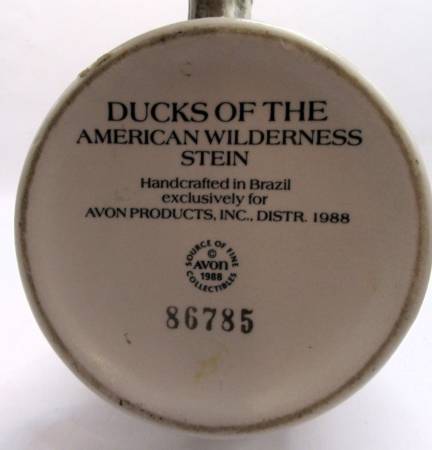 DUCKS OF THE
AMERICAN WILDERNESS
STEIN
Handcrafted in Brazil
exclusively for
AVON PRODUCTS, INC., DISTR. 1988
SOURCE OF FINE
©
AVON
1988
COLLECTIBLES
86785